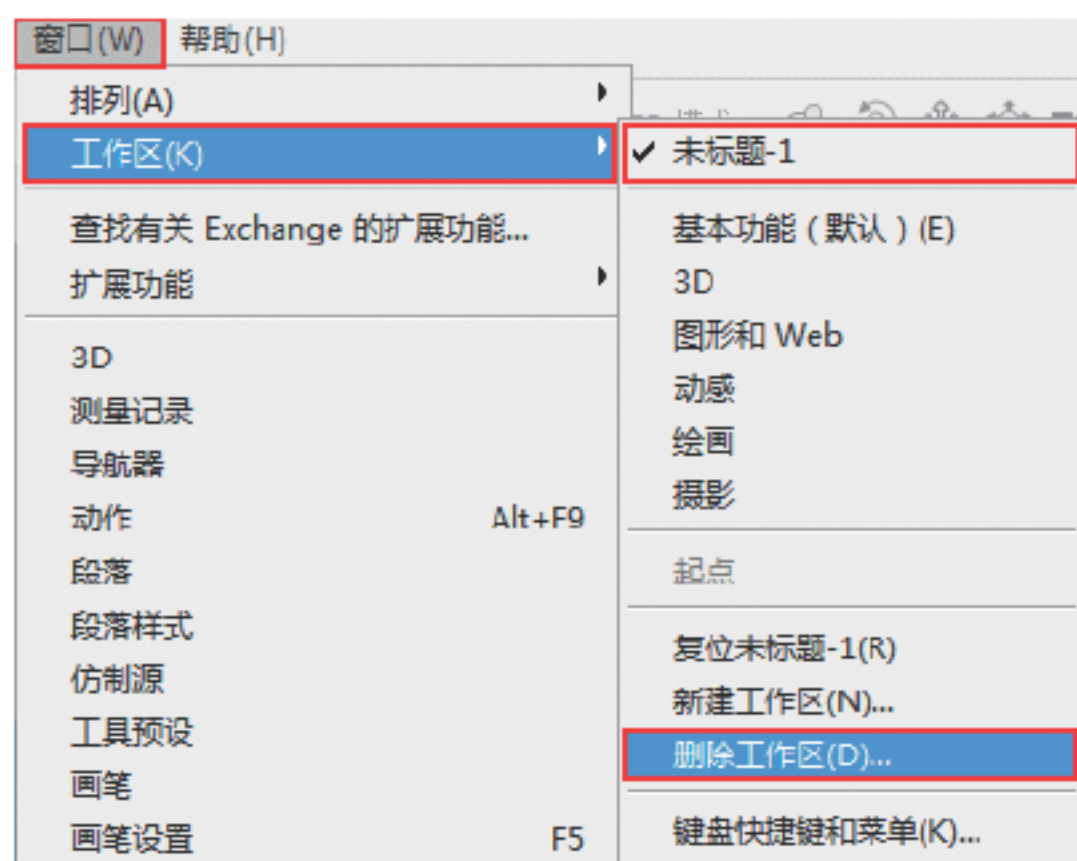 窗口(W) 帮助(H)
排列(A)
工作区(K)
查找有关 Exchange 的扩展功能...
扩展功能
3D
测量记录
导航器
动作 Alt+F9
段落
段落样式
仿制源
工具预设
画笔
画笔设置 F5
未标题-1
基本功能（默认）(E)
3D
图形和 Web
动感
绘画
摄影
起点
复位未标题-1(R)
新建工作区(N)...
删除工作区(D)...
键盘快捷键和菜单(K)...